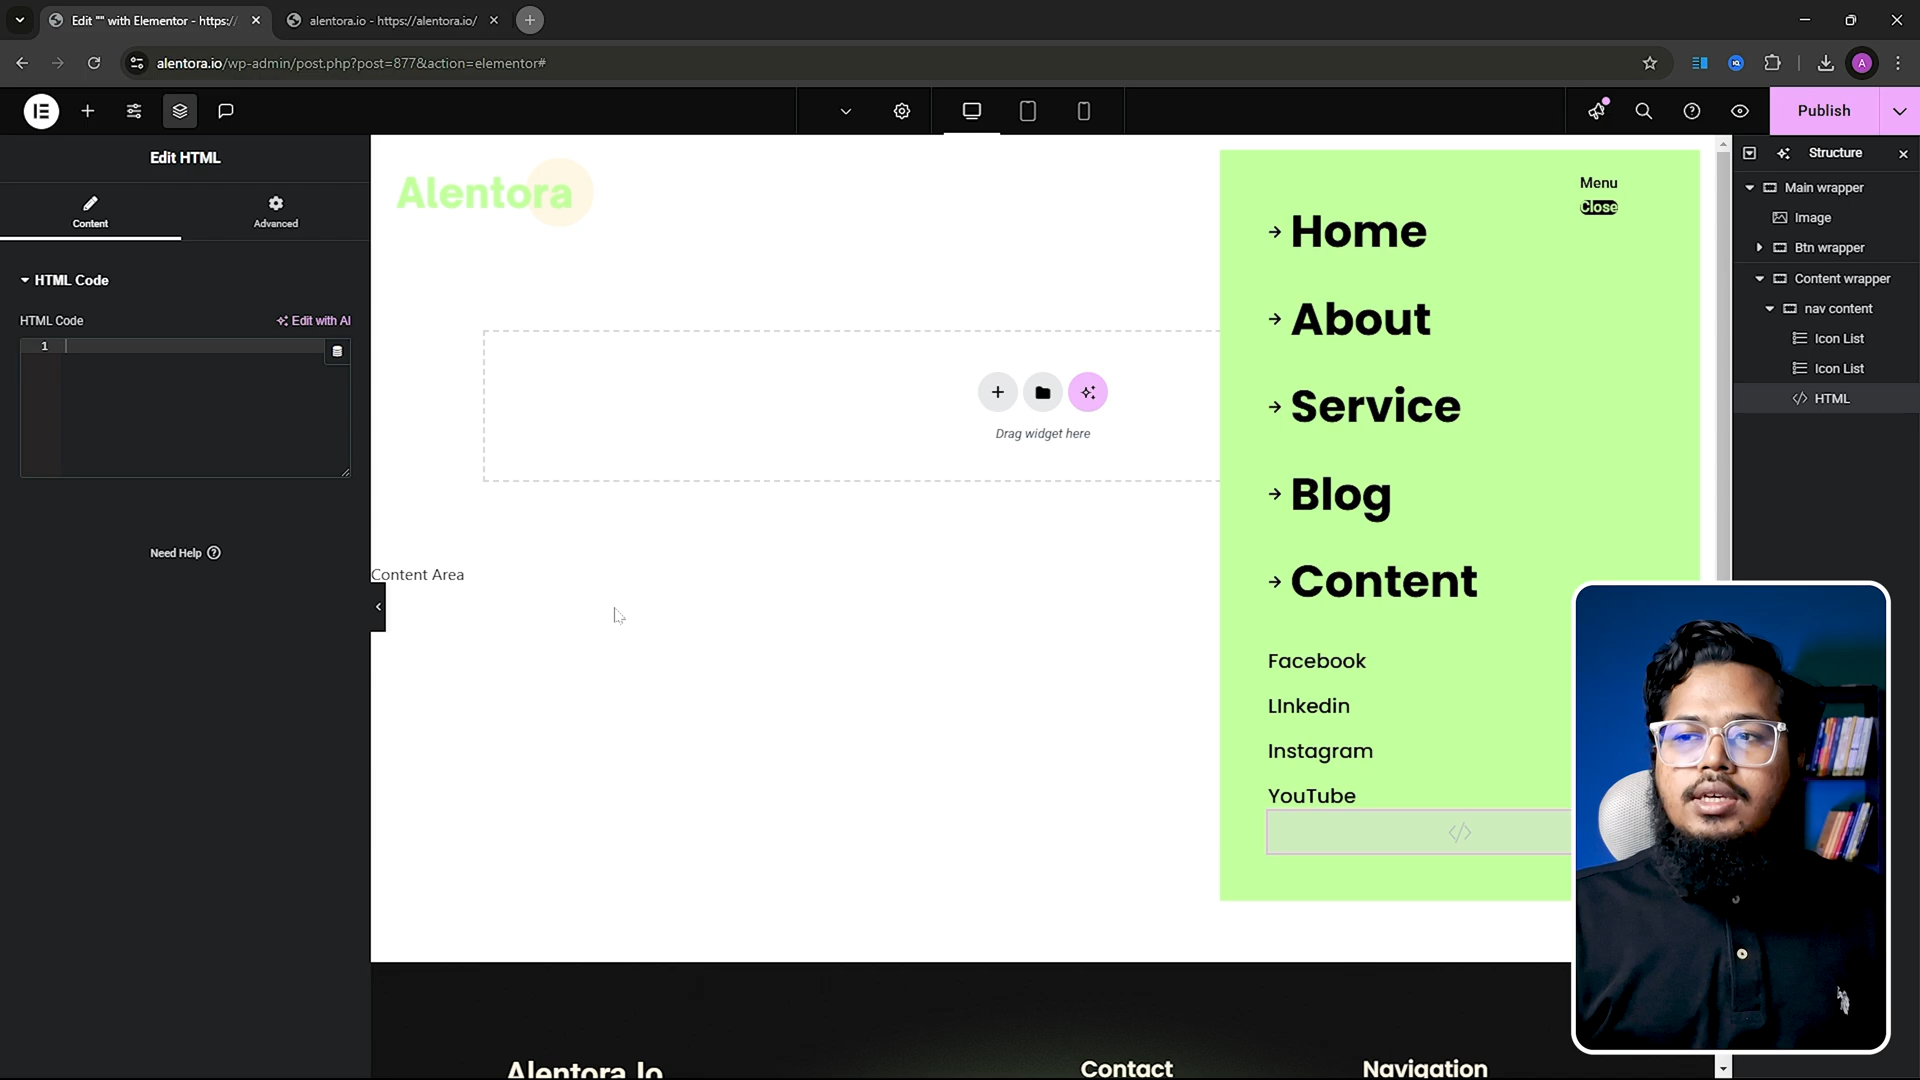 Edit "" with Elementor - https:/
alentora.io - https://alentora.io/
alentora.io/wp-admin/post.php?post=877&action=elementor#
A
Publish
Edit HTML
Content
Advanced
HTML Code
HTML Code
Edit with AI
1
Need Help
Alentora
Drag widget here
Content Area
Menu
Close
Home
About
Service
Blog
Content
Facebook
LInkedin
Instagram
YouTube
</>
Alentora.Io
Contact
Navigation
Structure
Main wrapper
Image
Btn wrapper
Content wrapper
nav content
Icon List
Icon List
</> HTML